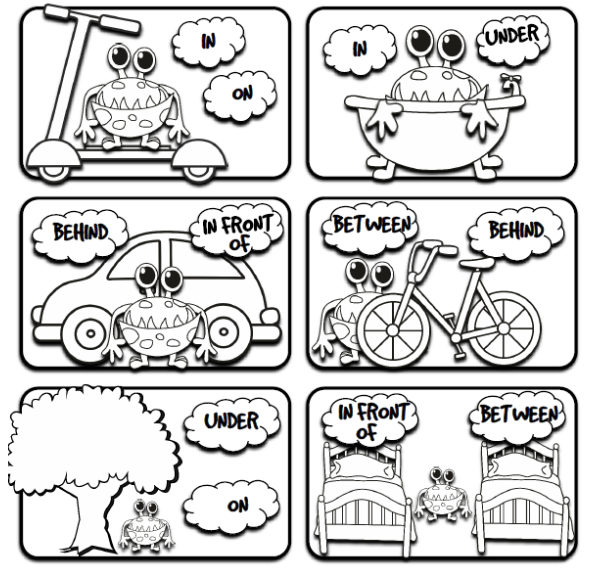 IN
ON
IN
UNDER
BEHIND
IN FRONT
OF
BETWEEN
BEHIND
UNDER
ON
IN FRONT
OF
BETWEEN